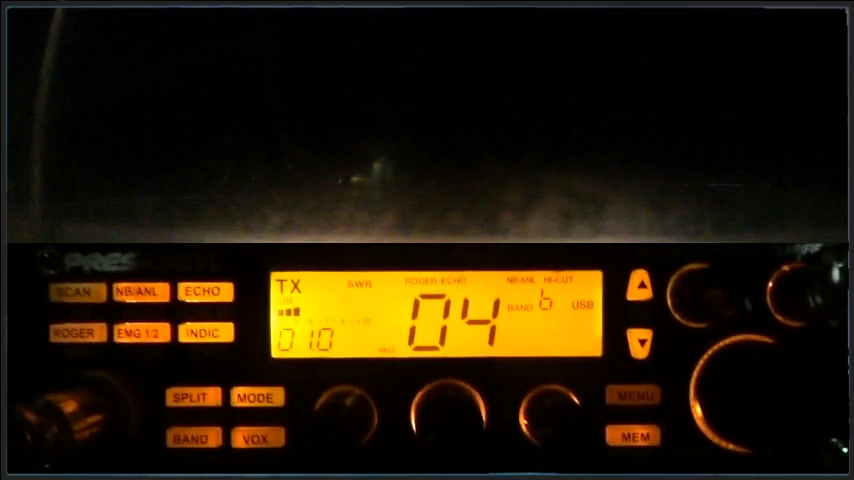 PRES
SCAN NB/ANL ECHO
ROGER EMG 1/2 INDIC
TX SWR ROGER ECHO NB/ANL HI-CUT
04 BAND b USB
010
SPLIT MODE
BAND VOX
MENU
MEM